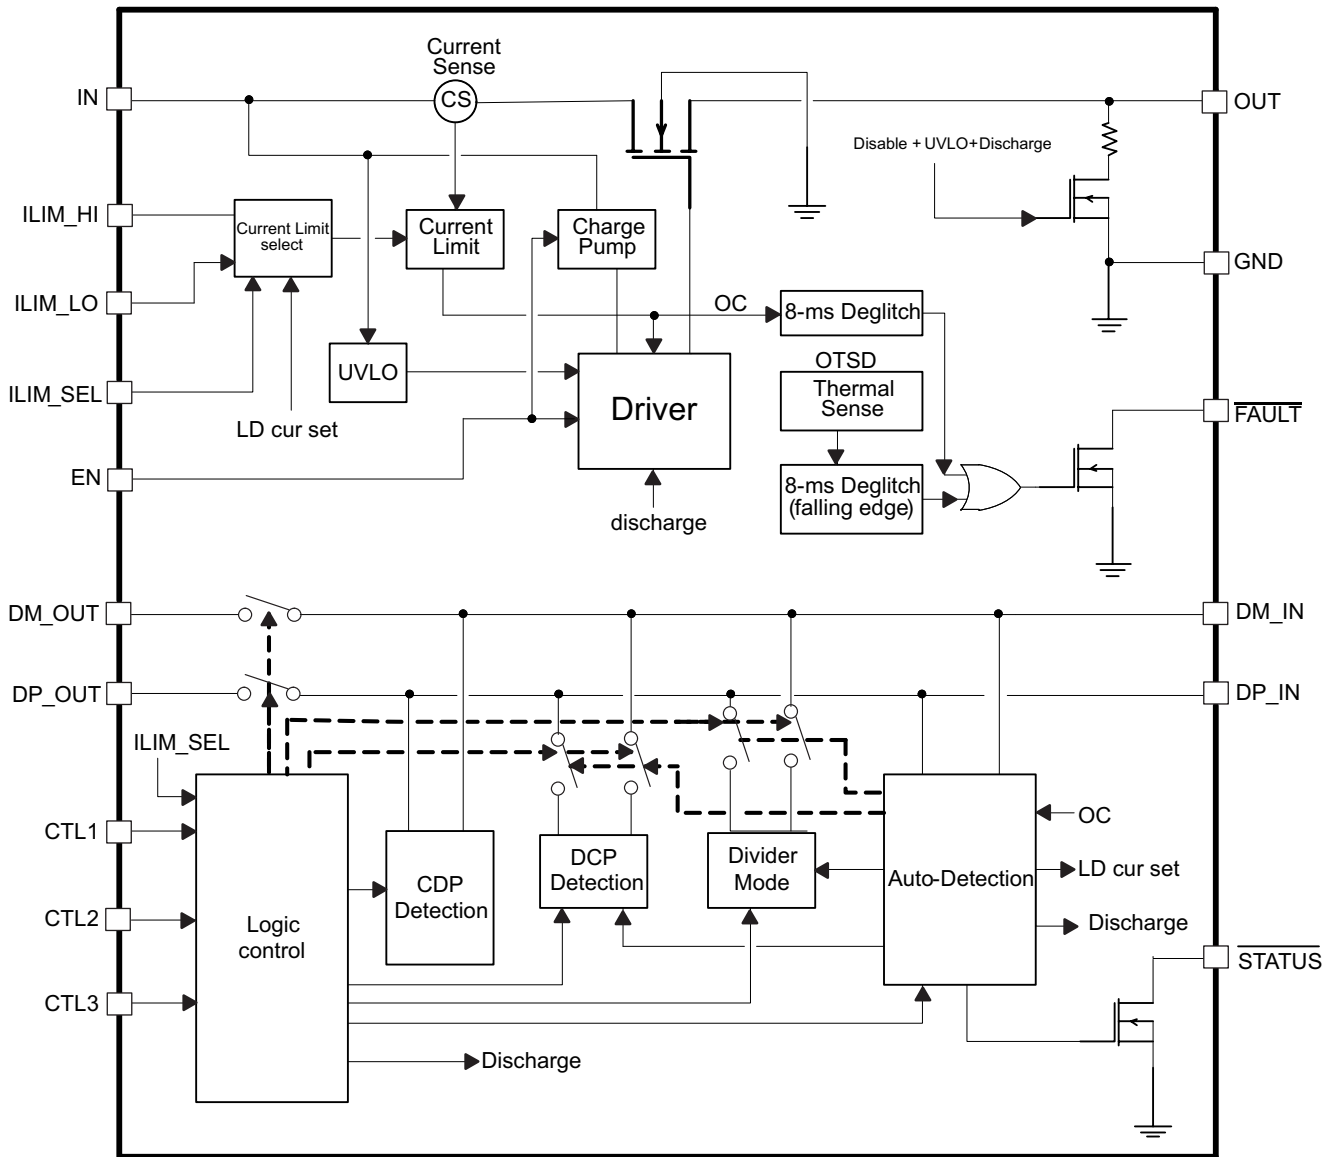 Current
Sense
IN
CS
OUT
Disable + UVLO+Discharge
ILIM_HI
Current Limit
select
Current
Limit
Charge
Pump
GND
ILIM_LO
OC
8-ms Deglitch
OTSD
UVLO
Thermal
Sense
ILIM_SEL
Driver
FAULT
LD cur set
EN
8-ms Deglitch
(falling edge)
discharge
DM_OUT
DM_IN
DP_OUT
DP_IN
ILIM_SEL
CTL1
OC
DCP
Detection
Divider
Mode
Auto-Detection
LD cur set
CDP
Detection
CTL2
Logic
control
Discharge
STATUS
CTL3
Discharge